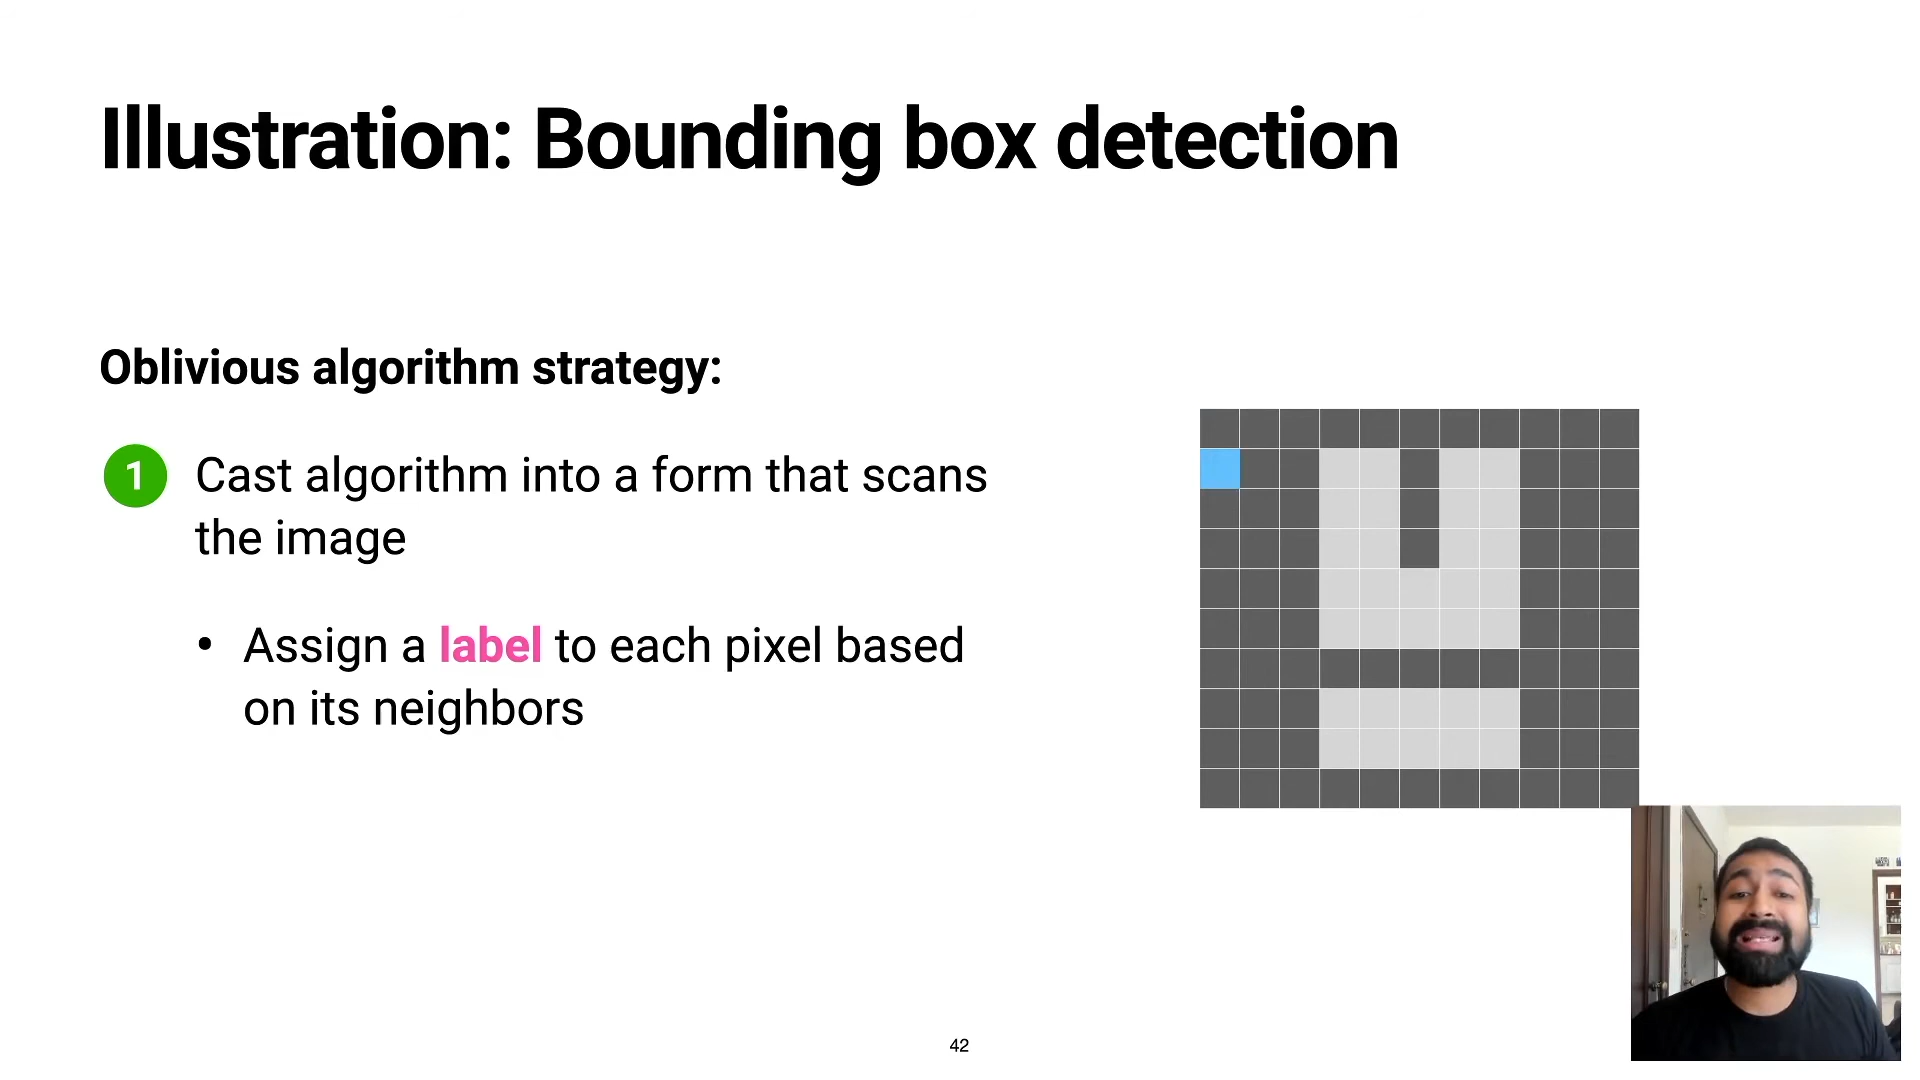 Illustration: Bounding box detection
Oblivious algorithm strategy:
1 Cast algorithm into a form that scans
the image
• Assign a label to each pixel based
on its neighbors
42